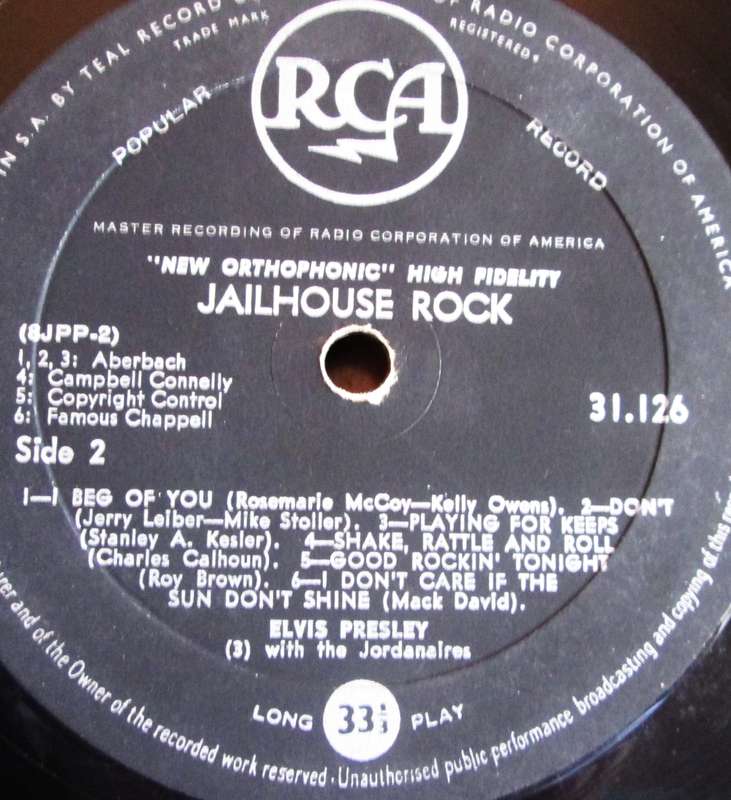 IN S.A. BY TEAL RECORD
OF RADIO CORPORATION OF AMERICA
TRADE MARK
REGISTERED.
RCA
POPULAR
RECORD
MASTER RECORDING OF RADIO CORPORATION OF AMERICA
"NEW ORTHOPHONIC" HIGH FIDELITY
JAILHOUSE ROCK
(8JPP-2)
1, 2, 3: Aberbach
4: Campbell Connelly
5: Copyright Control
6: Famous Chappell
31.126
Side 2
1—I BEG OF YOU (Rosemarie McCoy—Kelly Owens). 2—DON'T
(Jerry Leiber—Mike Stoller). 3—PLAYING FOR KEEPS
(Stanley A. Kesler). 4—SHAKE, RATTLE AND ROLL
(Charles Calhoun). 5—GOOD ROCKIN' TONIGHT
(Roy Brown). 6—I DON'T CARE IF THE
SUN DON'T SHINE (Mack David).
ELVIS PRESLEY
(3) with the Jordanaires
LONG 33⅓ PLAY
and of the Owner of the recorded work reserved · Unauthorised public performance broadcasting and copying of this